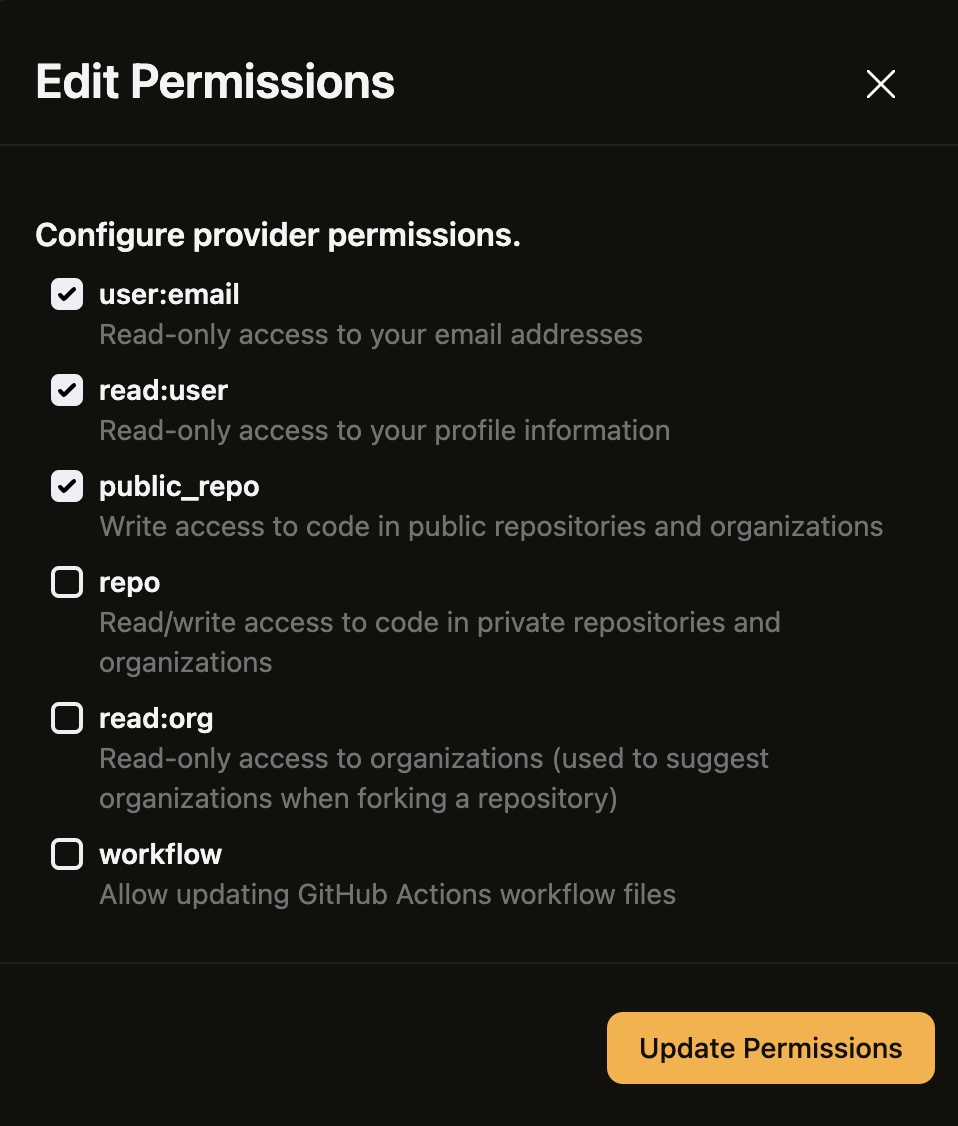 Edit Permissions
Configure provider permissions.
user:email
Read-only access to your email addresses
read:user
Read-only access to your profile information
public_repo
Write access to code in public repositories and organizations
repo
Read/write access to code in private repositories and
organizations
read:org
Read-only access to organizations (used to suggest
organizations when forking a repository)
workflow
Allow updating GitHub Actions workflow files
Update Permissions